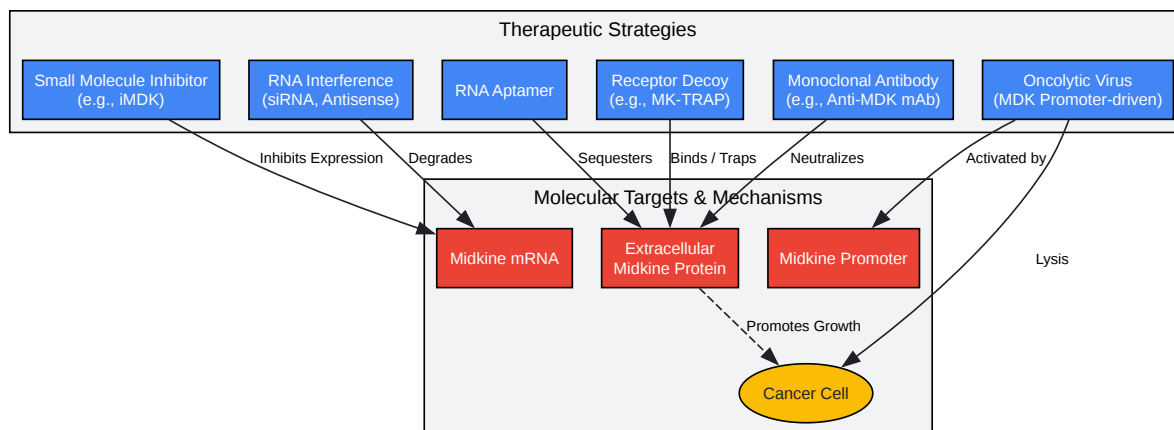 Therapeutic Strategies
Small Molecule Inhibitor
(e.g., iMDK)
RNA Interference
(siRNA, Antisense)
RNA Aptamer
Receptor Decoy
(e.g., MK-TRAP)
Monoclonal Antibody
(e.g., Anti-MDK mAb)
Oncolytic Virus
(MDK Promoter-driven)
Inhibits Expression
Degrades
Sequesters
Binds / Traps
Neutralizes
Activated by
Molecular Targets & Mechanisms
Midkine mRNA
Extracellular
Midkine Protein
Midkine Promoter
Lysis
Promotes Growth
Cancer Cell